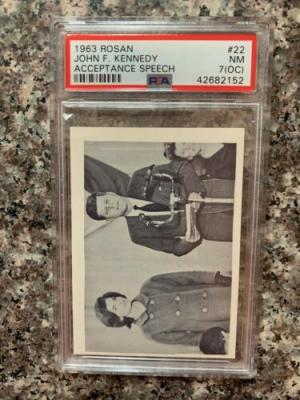 1963 ROSAN #22
JOHN F. KENNEDY NM
ACCEPTANCE SPEECH 7(OC)
PSA 42682152